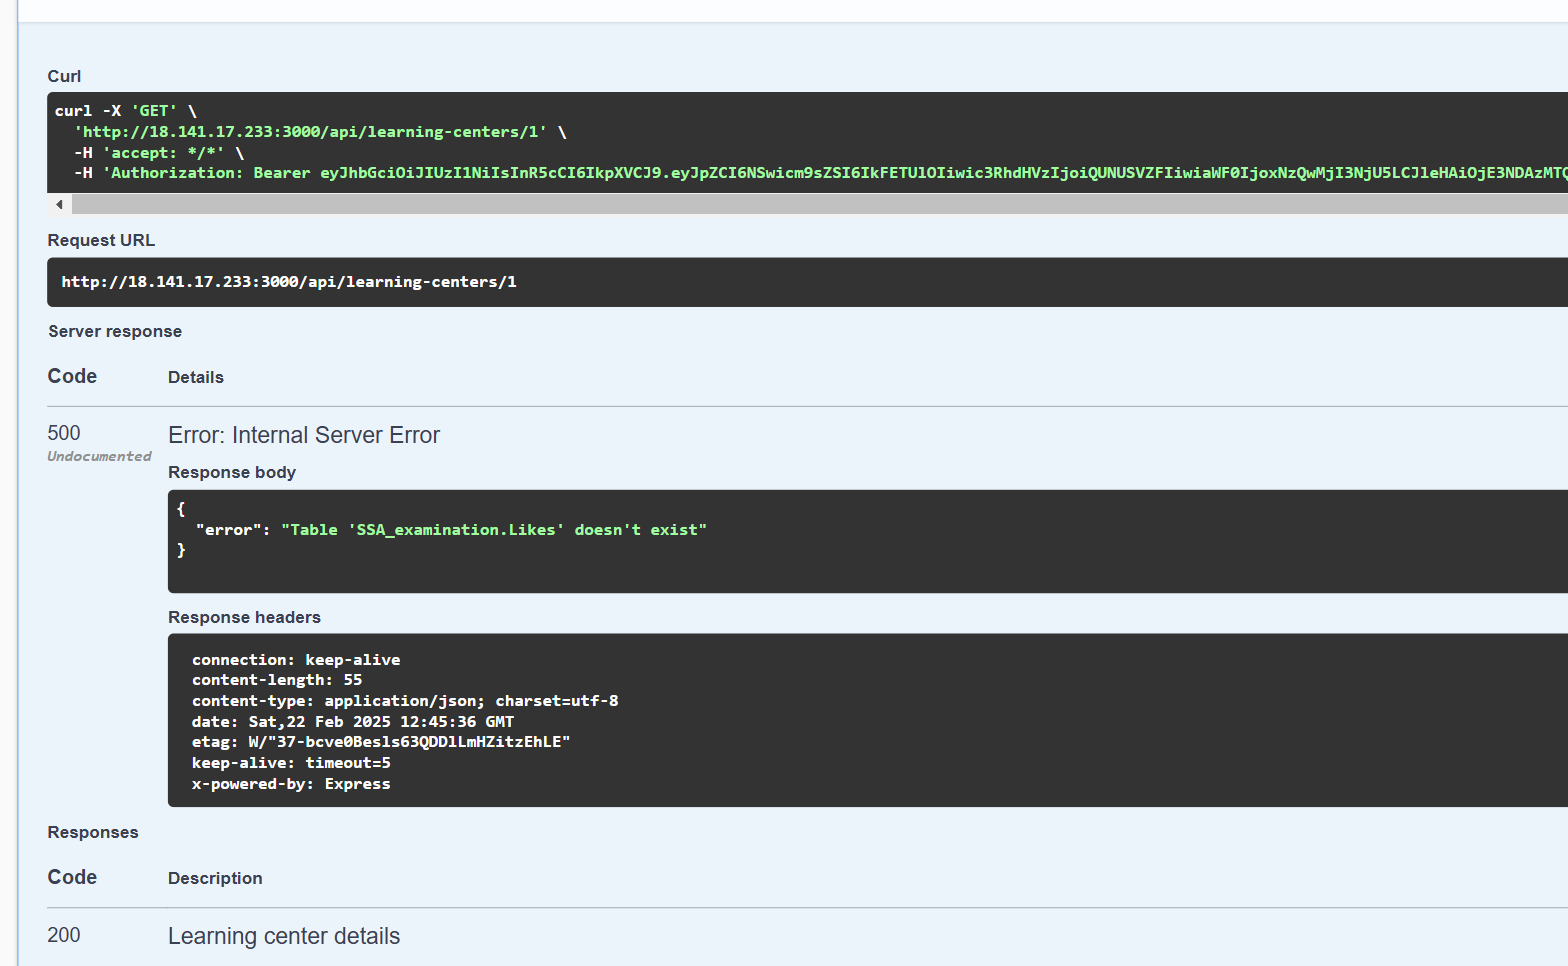 Curl
curl -X 'GET' \
'http://18.141.17.233:3000/api/learning-centers/1' \
-H 'accept: */*' \
-H 'Authorization: Bearer eyJhbGciOiJIUzI1NiIsInR5cCI6IkpXVCJ9.eyJpZCI6NSwicm9sZSI6IkFETUlOIiwic3RhdHVzIjoiQUNUSVZFIiwiaWF0IjoxNzQwMjI3NjU5LCJleHAiOjE3NDAzMTQ
Request URL
http://18.141.17.233:3000/api/learning-centers/1
Server response
Code Details
500 Error: Internal Server Error
Undocumented
Response body
{
"error": "Table 'SSA_examination.Likes' doesn't exist"
}
Response headers
connection: keep-alive
content-length: 55
content-type: application/json; charset=utf-8
date: Sat,22 Feb 2025 12:45:36 GMT
etag: W/"37-bcve0Besls63QDDlLmHZitzEhLE"
keep-alive: timeout=5
x-powered-by: Express
Responses
Code Description
200 Learning center details